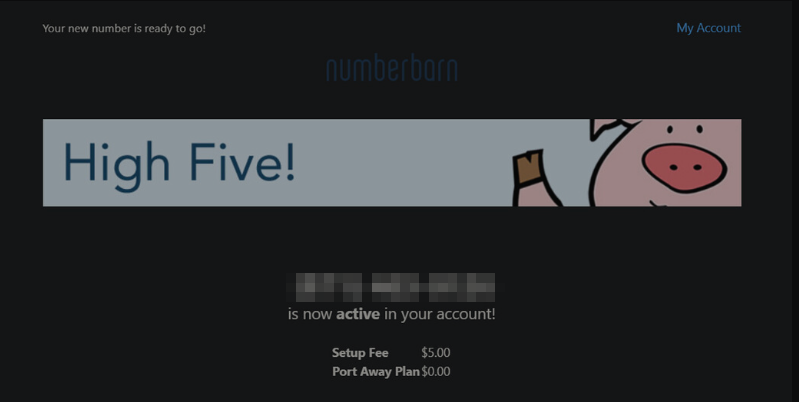 Your new number is ready to go!
My Account
numberbarn
High Five!
is now active in your account!
Setup Fee $5.00
Port Away Plan $0.00